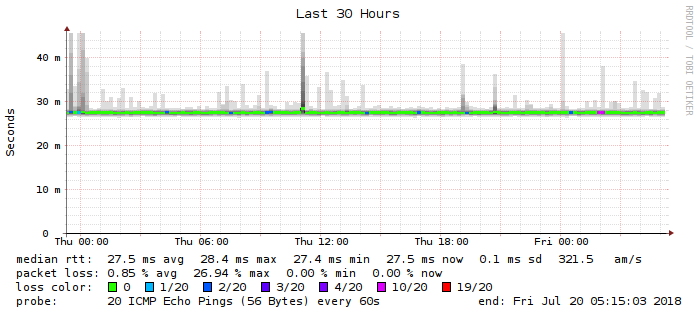 Last 30 Hours
RRDTOOL / TOBI OETIKER
Seconds
40 m
30 m
20 m
10 m
0
Thu 00:00 Thu 06:00 Thu 12:00 Thu 18:00 Fri 00:00
median rtt: 27.5 ms avg 28.4 ms max 27.4 ms min 27.5 ms now 0.1 ms sd 321.5 am/s
packet loss: 0.85 % avg 26.94 % max 0.00 % min 0.00 % now
loss color: 0 1/20 2/20 3/20 4/20 10/20 19/20
probe: 20 ICMP Echo Pings (56 Bytes) every 60s end: Fri Jul 20 05:15:03 2018